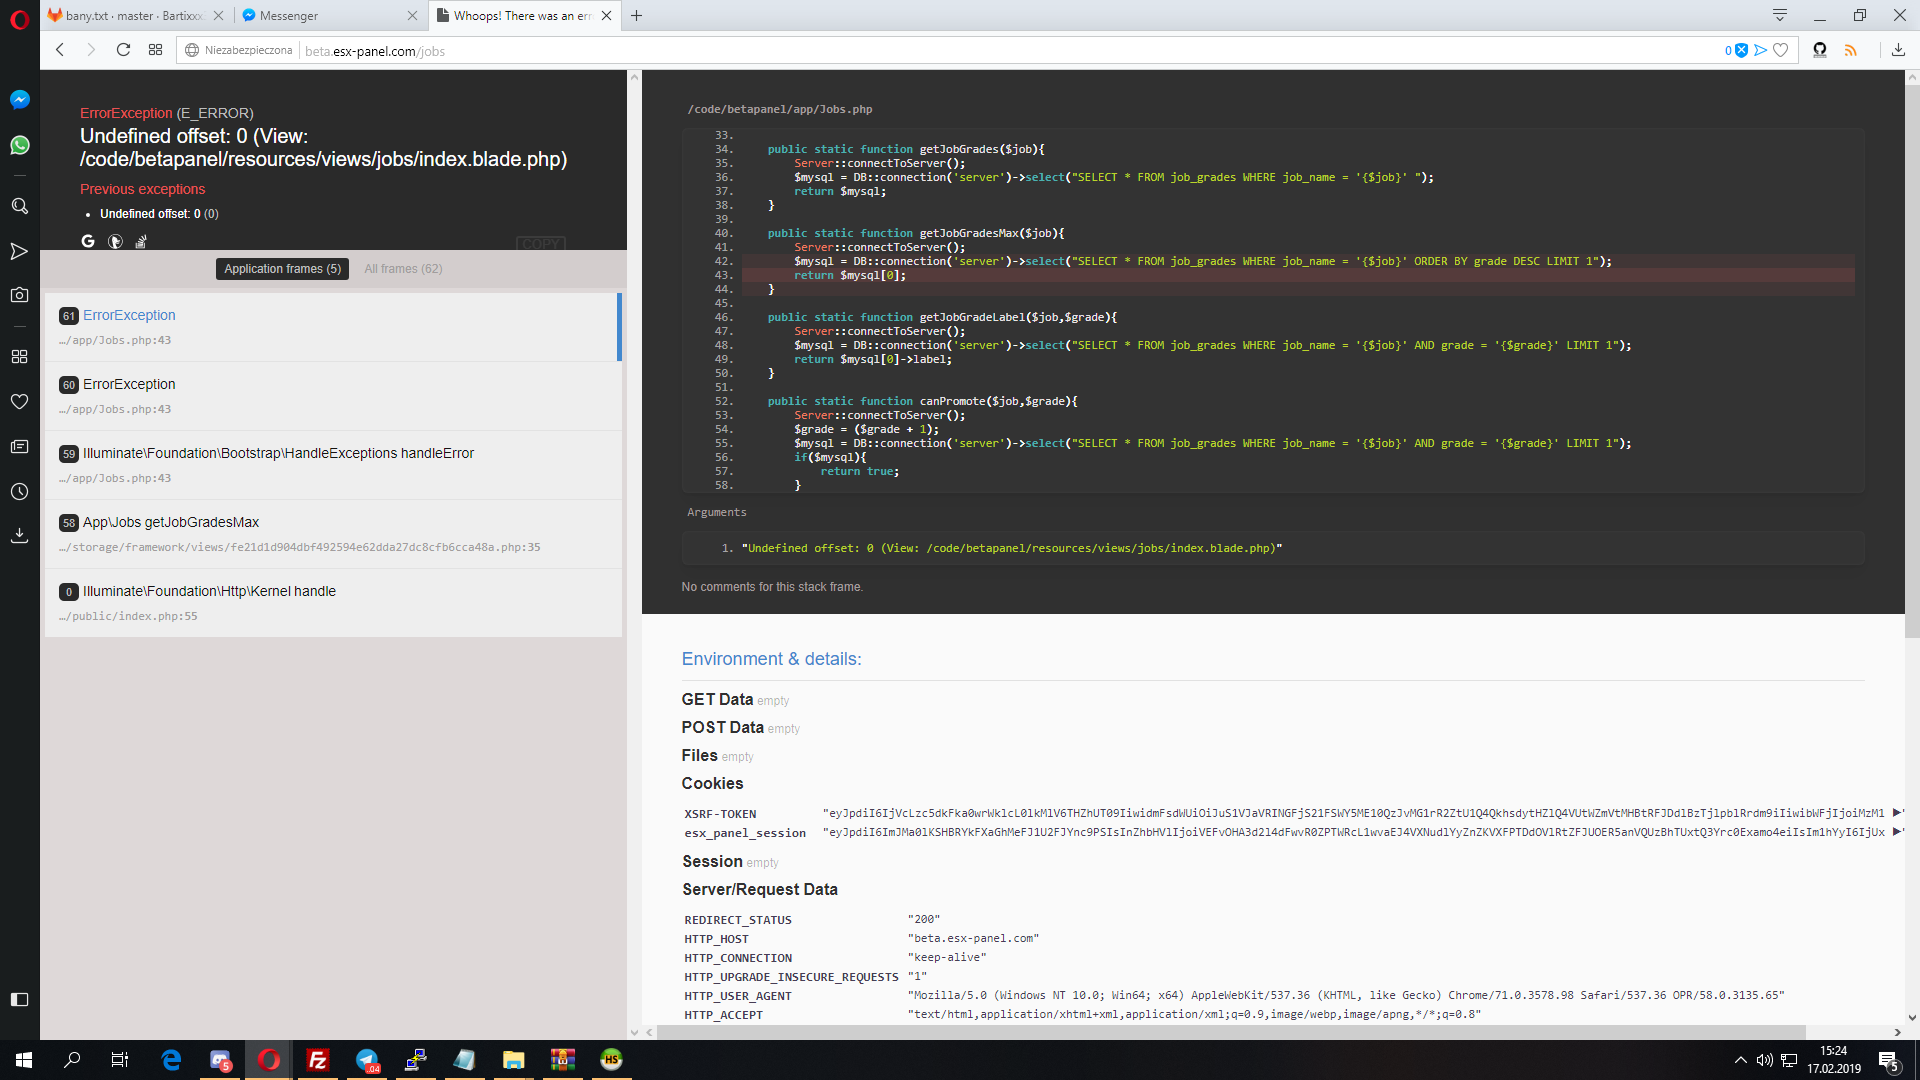 bany.txt · master · Bartixxx
Messenger
Whoops! There was an err
Niezabezpieczona
beta.esx-panel.com/jobs
0
ErrorException (E_ERROR)
Undefined offset: 0 (View:
/code/betapanel/resources/views/jobs/index.blade.php)
Previous exceptions
• Undefined offset: 0 (0)
COPY
Application frames (5)
All frames (62)
61 ErrorException
…/app/Jobs.php:43
60 ErrorException
…/app/Jobs.php:43
59 Illuminate\Foundation\Bootstrap\HandleExceptions handleError
…/app/Jobs.php:43
58 App\Jobs getJobGradesMax
…/storage/framework/views/fe21d1d904dbf492594e62dda27dc8cfb6cca48a.php:35
0 Illuminate\Foundation\Http\Kernel handle
…/public/index.php:55
/code/betapanel/app/Jobs.php
33.
34. public static function getJobGrades($job){
35. Server::connectToServer();
36. $mysql = DB::connection('server')->select("SELECT * FROM job_grades WHERE job_name = '{$job}' ");
37. return $mysql;
38. }
39.
40. public static function getJobGradesMax($job){
41. Server::connectToServer();
42. $mysql = DB::connection('server')->select("SELECT * FROM job_grades WHERE job_name = '{$job}' ORDER BY grade DESC LIMIT 1");
43. return $mysql[0];
44. }
45.
46. public static function getJobGradeLabel($job,$grade){
47. Server::connectToServer();
48. $mysql = DB::connection('server')->select("SELECT * FROM job_grades WHERE job_name = '{$job}' AND grade = '{$grade}' LIMIT 1");
49. return $mysql[0]->label;
50. }
51.
52. public static function canPromote($job,$grade){
53. Server::connectToServer();
54. $grade = ($grade + 1);
55. $mysql = DB::connection('server')->select("SELECT * FROM job_grades WHERE job_name = '{$job}' AND grade = '{$grade}' LIMIT 1");
56. if($mysql){
57. return true;
58. }
Arguments
1. "Undefined offset: 0 (View: /code/betapanel/resources/views/jobs/index.blade.php)"
No comments for this stack frame.
Environment & details:
GET Data empty
POST Data empty
Files empty
Cookies
XSRF-TOKEN
esx_panel_session
Session empty
Server/Request Data
REDIRECT_STATUS "200"
HTTP_HOST "beta.esx-panel.com"
HTTP_CONNECTION "keep-alive"
HTTP_UPGRADE_INSECURE_REQUESTS "1"
HTTP_USER_AGENT "Mozilla/5.0 (Windows NT 10.0; Win64; x64) AppleWebKit/537.36 (KHTML, like Gecko) Chrome/71.0.3578.98 Safari/537.36 OPR/58.0.3135.65"
HTTP_ACCEPT "text/html,application/xhtml+xml,application/xml;q=0.9,image/webp,image/apng,*/*;q=0.8"
5
.04
HS
15:24
17.02.2019
5